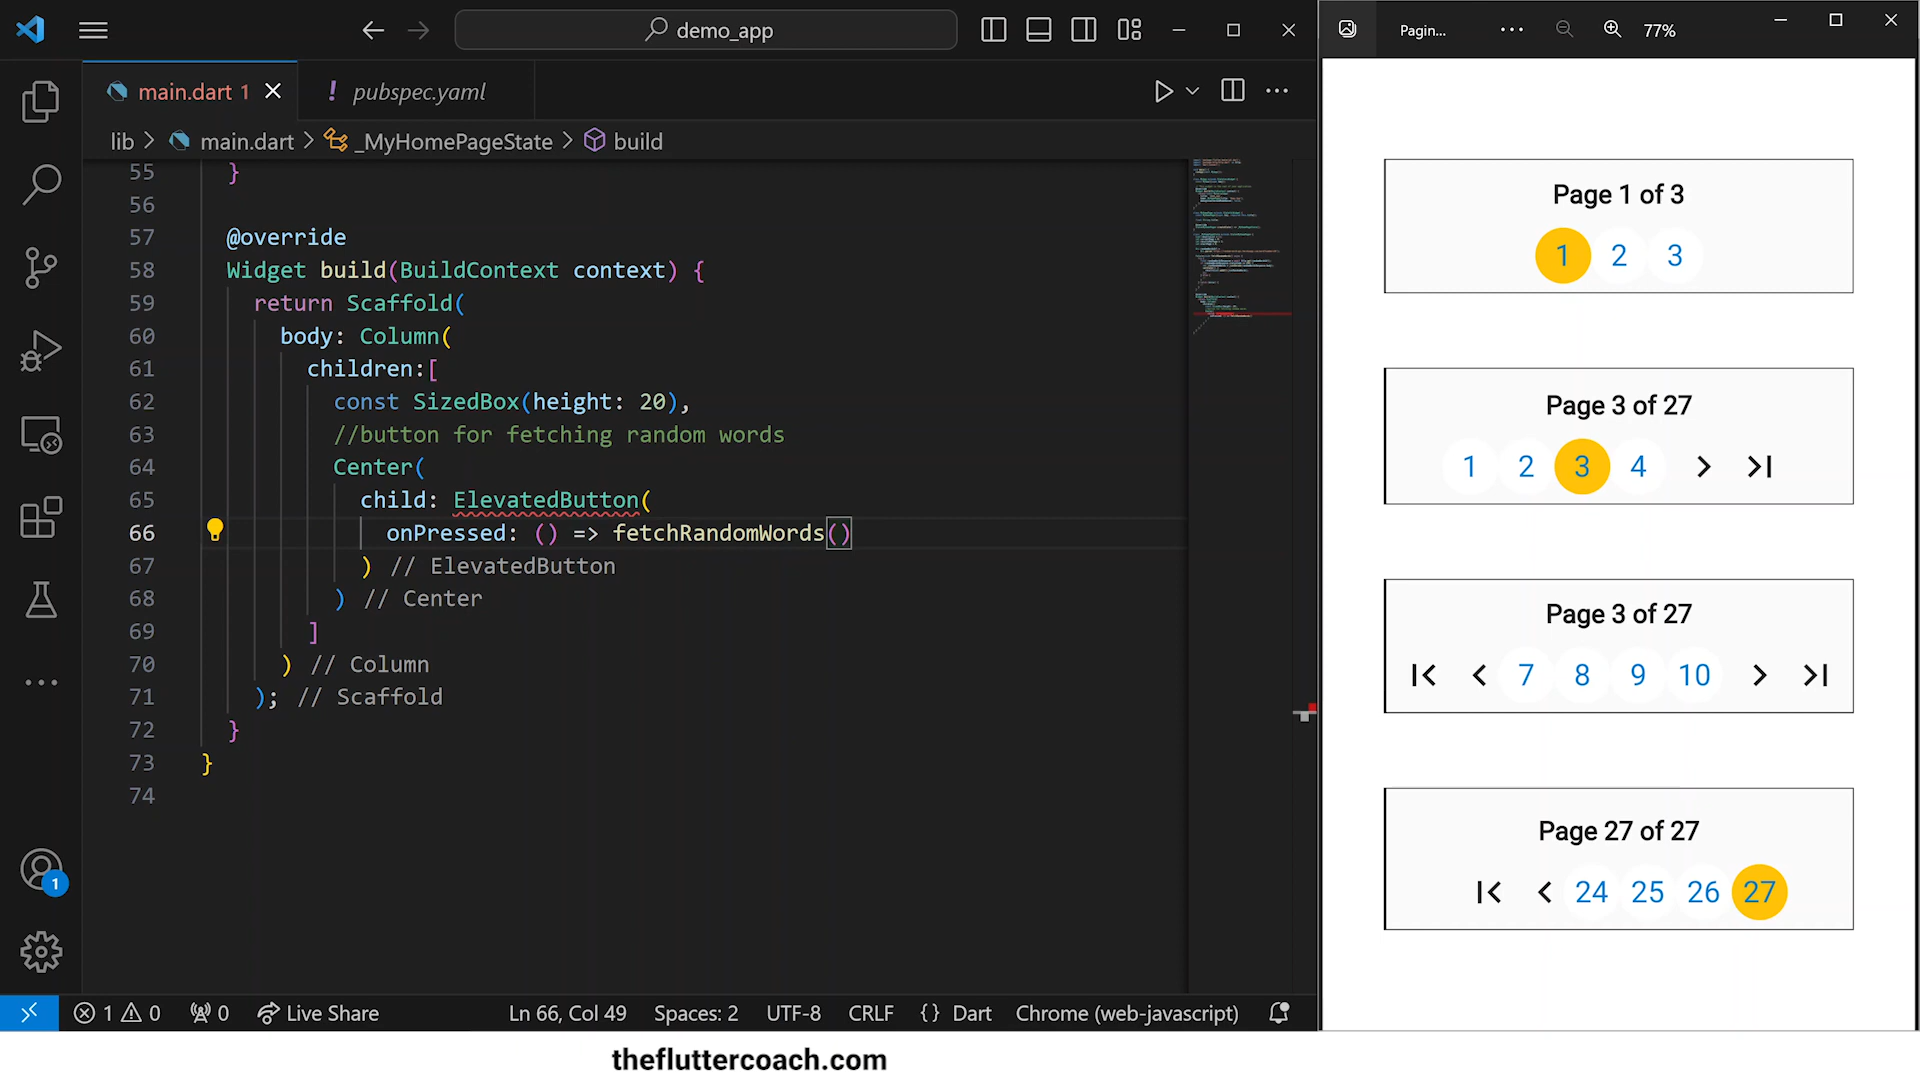 demo_app
main.dart 1
! pubspec.yaml
lib > main.dart > _MyHomePageState > build
55 }
56
57 @override
58 Widget build(BuildContext context) {
59 return Scaffold(
60 body: Column(
61 children:[
62 const SizedBox(height: 20),
63 //button for fetching random words
64 Center(
65 child: ElevatedButton(
66 onPressed: () => fetchRandomWords()
67 ) // ElevatedButton
68 ) // Center
69 ]
70 ) // Column
71 ); // Scaffold
72 }
73 }
74
1
1 0 0 Live Share Ln 66, Col 49 Spaces: 2 UTF-8 CRLF {} Dart Chrome (web-javascript)
Pagin... 77%
Page 1 of 3
1 2 3
Page 3 of 27
1 2 3 4
Page 3 of 27
7 8 9 10
Page 27 of 27
24 25 26 27
thefluttercoach.com